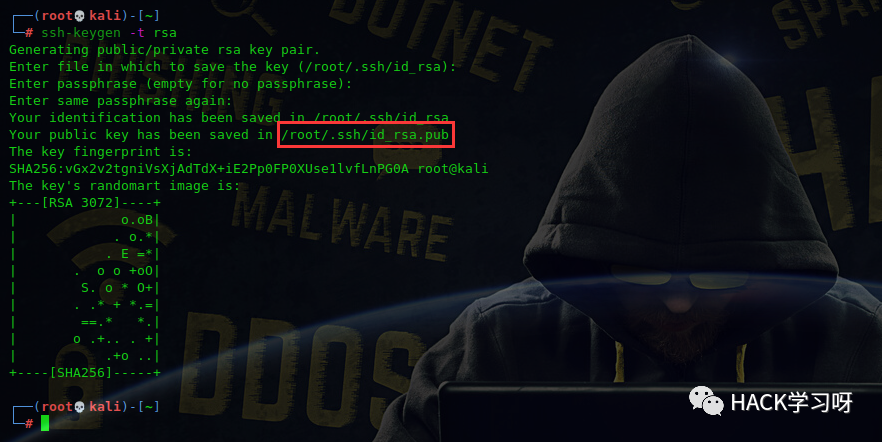 ┌──(root💀kali)-[~]
└─# ssh-keygen -t rsa
Generating public/private rsa key pair.
Enter file in which to save the key (/root/.ssh/id_rsa):
Enter passphrase (empty for no passphrase):
Enter same passphrase again:
Your identification has been saved in /root/.ssh/id_rsa
Your public key has been saved in /root/.ssh/id_rsa.pub
The key fingerprint is:
SHA256:vGx2v2tgniVsXjAdTdX+iE2Pp0FP0XUse1lvfLnPG0A root@kali
The key's randomart image is:
+---[RSA 3072]----+
|             o.oB|
|            . o.*|
|           . E =*|
|       .  o o +oO|
|        S. o * O+|
|       . .* + *.=|
|        ==.*   *.|
|       o .+.. . +|
|           .+o ..|
+----[SHA256]-----+
┌──(root💀kali)-[~]
└─#
DOTNET
SPA
MALWARE
DDOS
HACK学习呀